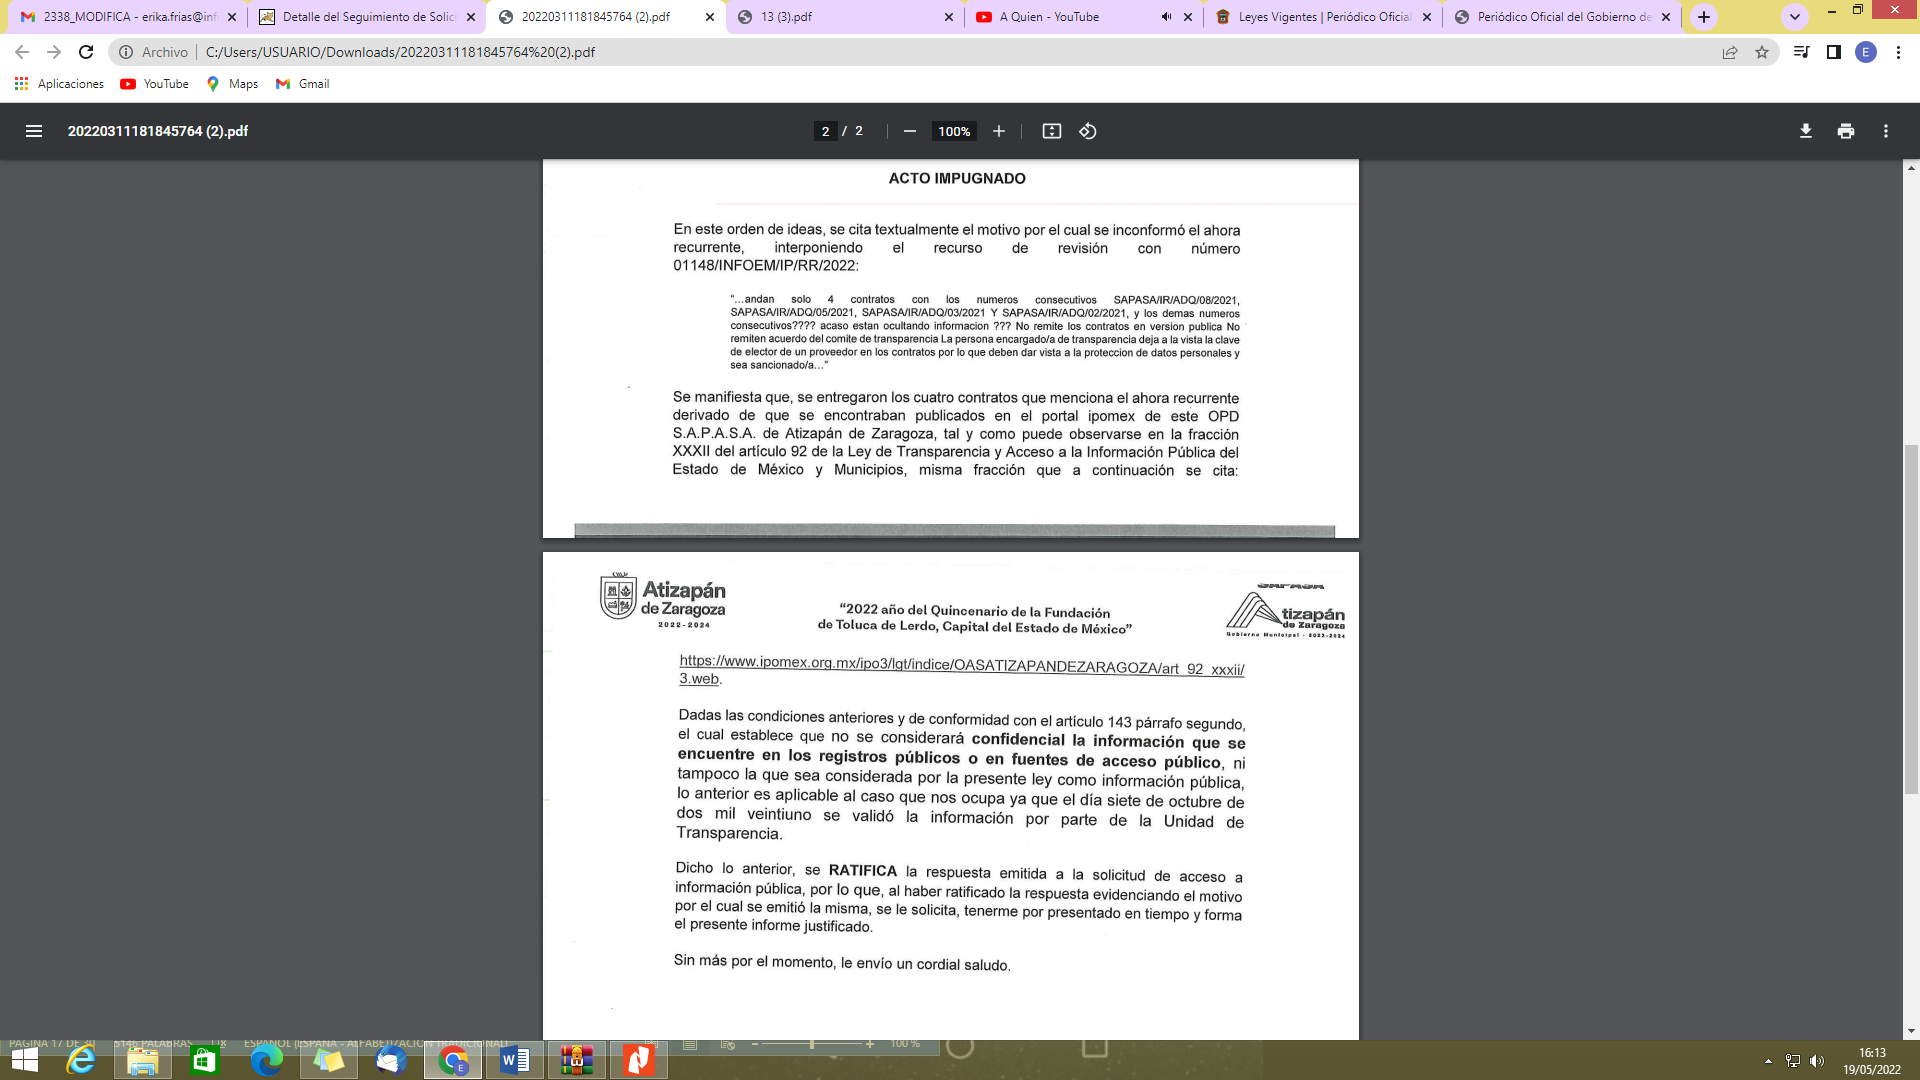 2338_MODIFICA - erika.frias@inf
Detalle del Seguimiento de Solici
20220311181845764 (2).pdf
13 (3).pdf
A Quien - YouTube
Leyes Vigentes | Periódico Oficial
Periódico Oficial del Gobierno de
Archivo
C:/Users/USUARIO/Downloads/20220311181845764%20(2).pdf
E
Aplicaciones
YouTube
Maps
Gmail
20220311181845764 (2).pdf
2 / 2
100%
ACTO IMPUGNADO
En este orden de ideas, se cita textualmente el motivo por el cual se inconformó el ahora
recurrente, interponiendo el recurso de revisión con número
01148/INFOEM/IP/RR/2022:
"...andan solo 4 contratos con los numeros consecutivos SAPASA/IR/ADQ/08/2021,
SAPASA/IR/ADQ/05/2021, SAPASA/IR/ADQ/03/2021 Y SAPASA/IR/ADQ/02/2021, y los demas numeros
consecutivos???? acaso estan ocultando informacion ??? No remite los contratos en version publica No
remiten acuerdo del comite de transparencia La persona encargado/a de transparencia deja a la vista la clave
de elector de un proveedor en los contratos por lo que deben dar vista a la proteccion de datos personales y
sea sancionado/a..."
Se manifiesta que, se entregaron los cuatro contratos que menciona el ahora recurrente
derivado de que se encontraban publicados en el portal ipomex de este OPD
S.A.P.A.S.A. de Atizapán de Zaragoza, tal y como puede observarse en la fracción
XXXII del artículo 92 de la Ley de Transparencia y Acceso a la Información Pública del
Estado de México y Municipios, misma fracción que a continuación se cita:
Atizapán
de Zaragoza
2022-2024
"2022 año del Quincenario de la Fundación
de Toluca de Lerdo, Capital del Estado de México"
SAPASA
tizapán
de Zaragoza
Gobierno Municipal - 2022-2024
https://www.ipomex.org.mx/ipo3/lgt/indice/OASATIZAPANDEZARAGOZA/art_92_xxxii/
3.web.
Dadas las condiciones anteriores y de conformidad con el artículo 143 párrafo segundo,
el cual establece que no se considerará confidencial la información que se
encuentre en los registros públicos o en fuentes de acceso público, ni
tampoco la que sea considerada por la presente ley como información pública,
lo anterior es aplicable al caso que nos ocupa ya que el día siete de octubre de
dos mil veintiuno se validó la información por parte de la Unidad de
Transparencia.
Dicho lo anterior, se RATIFICA la respuesta emitida a la solicitud de acceso a
información pública, por lo que, al haber ratificado la respuesta evidenciando el motivo
por el cual se emitió la misma, se le solicita, tenerme por presentado en tiempo y forma
el presente informe justificado.
Sin más por el momento, le envío un cordial saludo.
PÁGINA 17 DE 30 5146 PALABRAS ESPAÑOL (ESPAÑA - ALFABETIZACIÓN TRADICIONAL)
100 %
16:13
19/05/2022